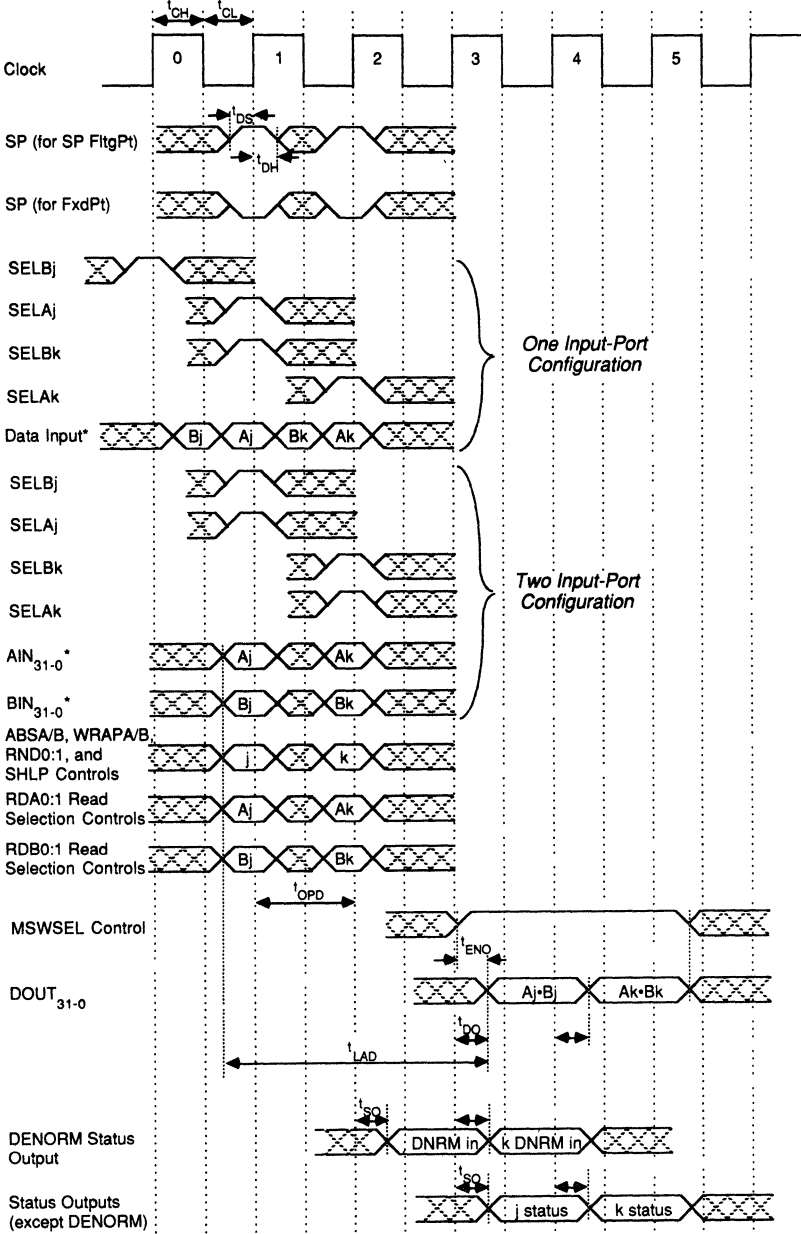 tCH tCL
Clock 0 1 2 3 4 5
tDS
SP (for SP FltgPt)
tDH
SP (for FxdPt)
SELBj
SELAj
SELBk
SELAk
One Input-Port
Configuration
Data Input* Bj Aj Bk Ak
SELBj
SELAj
SELBk
SELAk
Two Input-Port
Configuration
AIN31-0* Aj Ak
BIN31-0* Bj Bk
ABSA/B, WRAPA/B,
RND0:1, and
SHLP Controls
j k
RDA0:1 Read
Selection Controls
Aj Ak
RDB0:1 Read
Selection Controls
Bj Bk
tOPD
MSWSEL Control
tENO
DOUT31-0 Aj•Bj Ak•Bk
tDO
tLAD
tSO
DENORM Status
Output
DNRM in k DNRM in
tSO
Status Outputs
(except DENORM)
j status k status